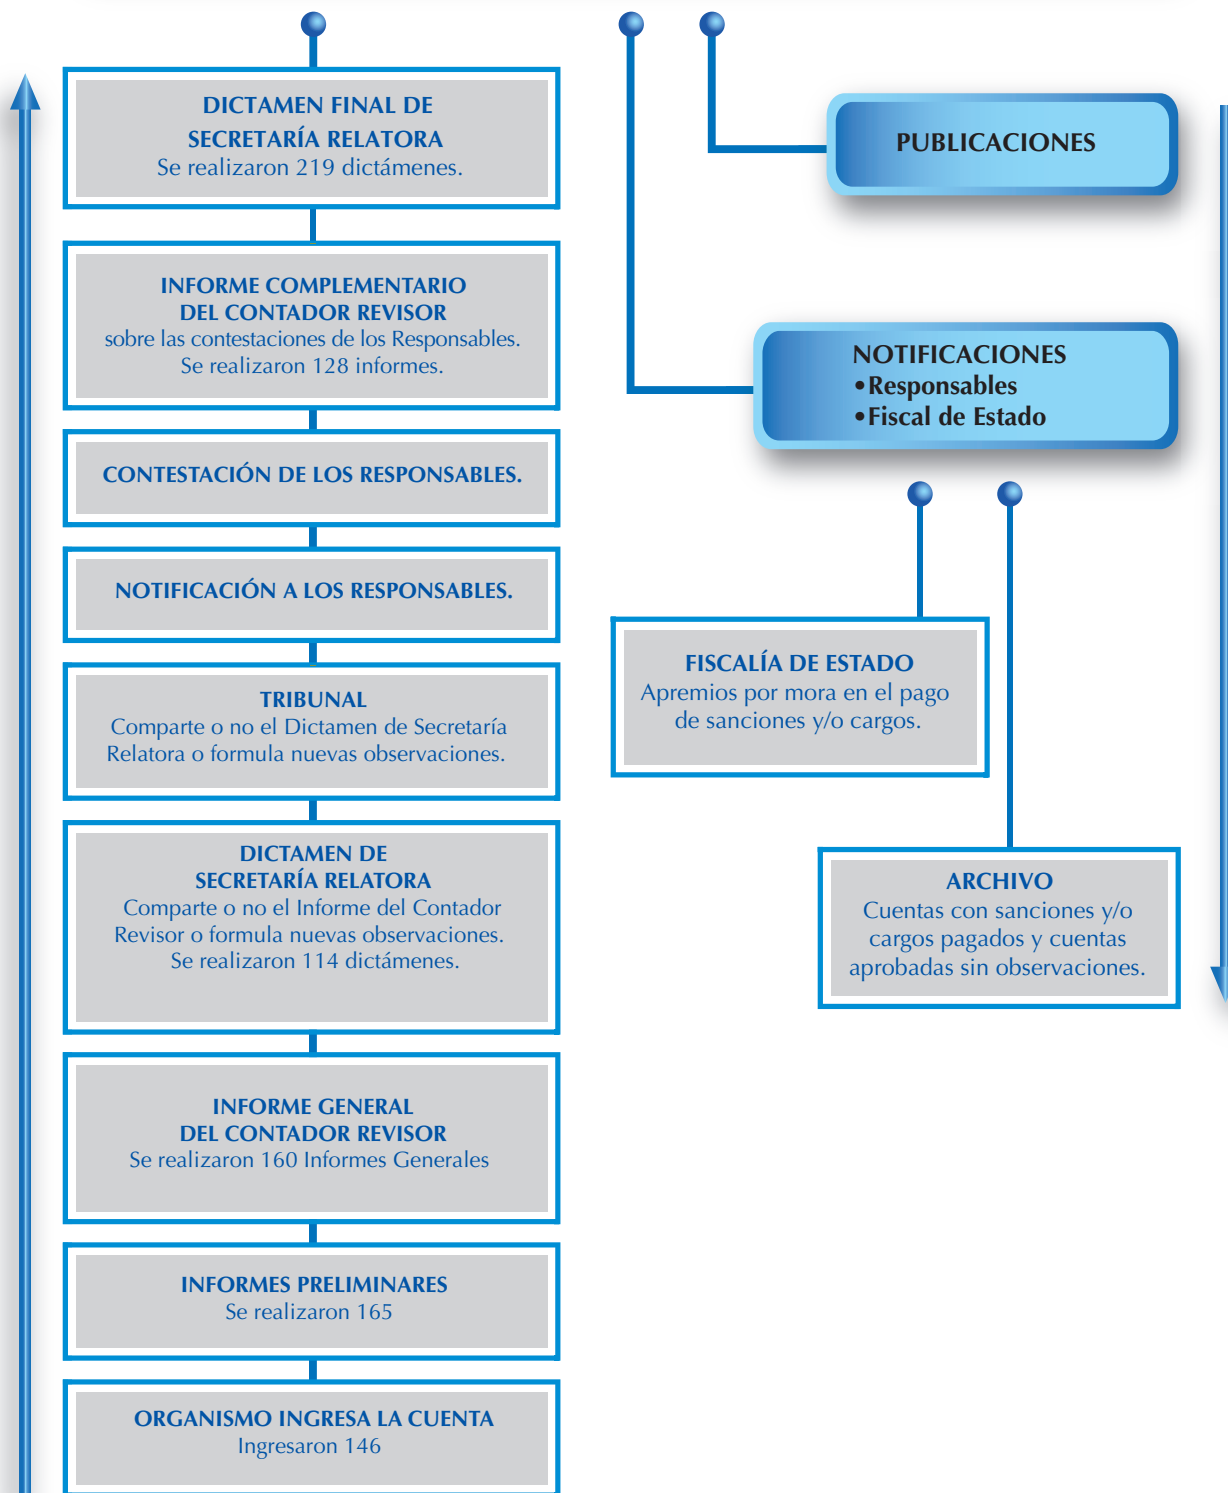 DICTAMEN FINAL DE
SECRETARÍA RELATORA
Se realizaron 219 dictámenes.
INFORME COMPLEMENTARIO
DEL CONTADOR REVISOR
sobre las contestaciones de los Responsables.
Se realizaron 128 informes.
CONTESTACIÓN DE LOS RESPONSABLES.
NOTIFICACIÓN A LOS RESPONSABLES.
TRIBUNAL
Comparte o no el Dictamen de Secretaría
Relatora o formula nuevas observaciones.
DICTAMEN DE
SECRETARÍA RELATORA
Comparte o no el Informe del Contador
Revisor o formula nuevas observaciones.
Se realizaron 114 dictámenes.
INFORME GENERAL
DEL CONTADOR REVISOR
Se realizaron 160 Informes Generales
INFORMES PRELIMINARES
Se realizaron 165
ORGANISMO INGRESA LA CUENTA
Ingresaron 146
PUBLICACIONES
NOTIFICACIONES
•Responsables
•Fiscal de Estado
FISCALÍA DE ESTADO
Apremios por mora en el pago
de sanciones y/o cargos.
ARCHIVO
Cuentas con sanciones y/o
cargos pagados y cuentas
aprobadas sin observaciones.